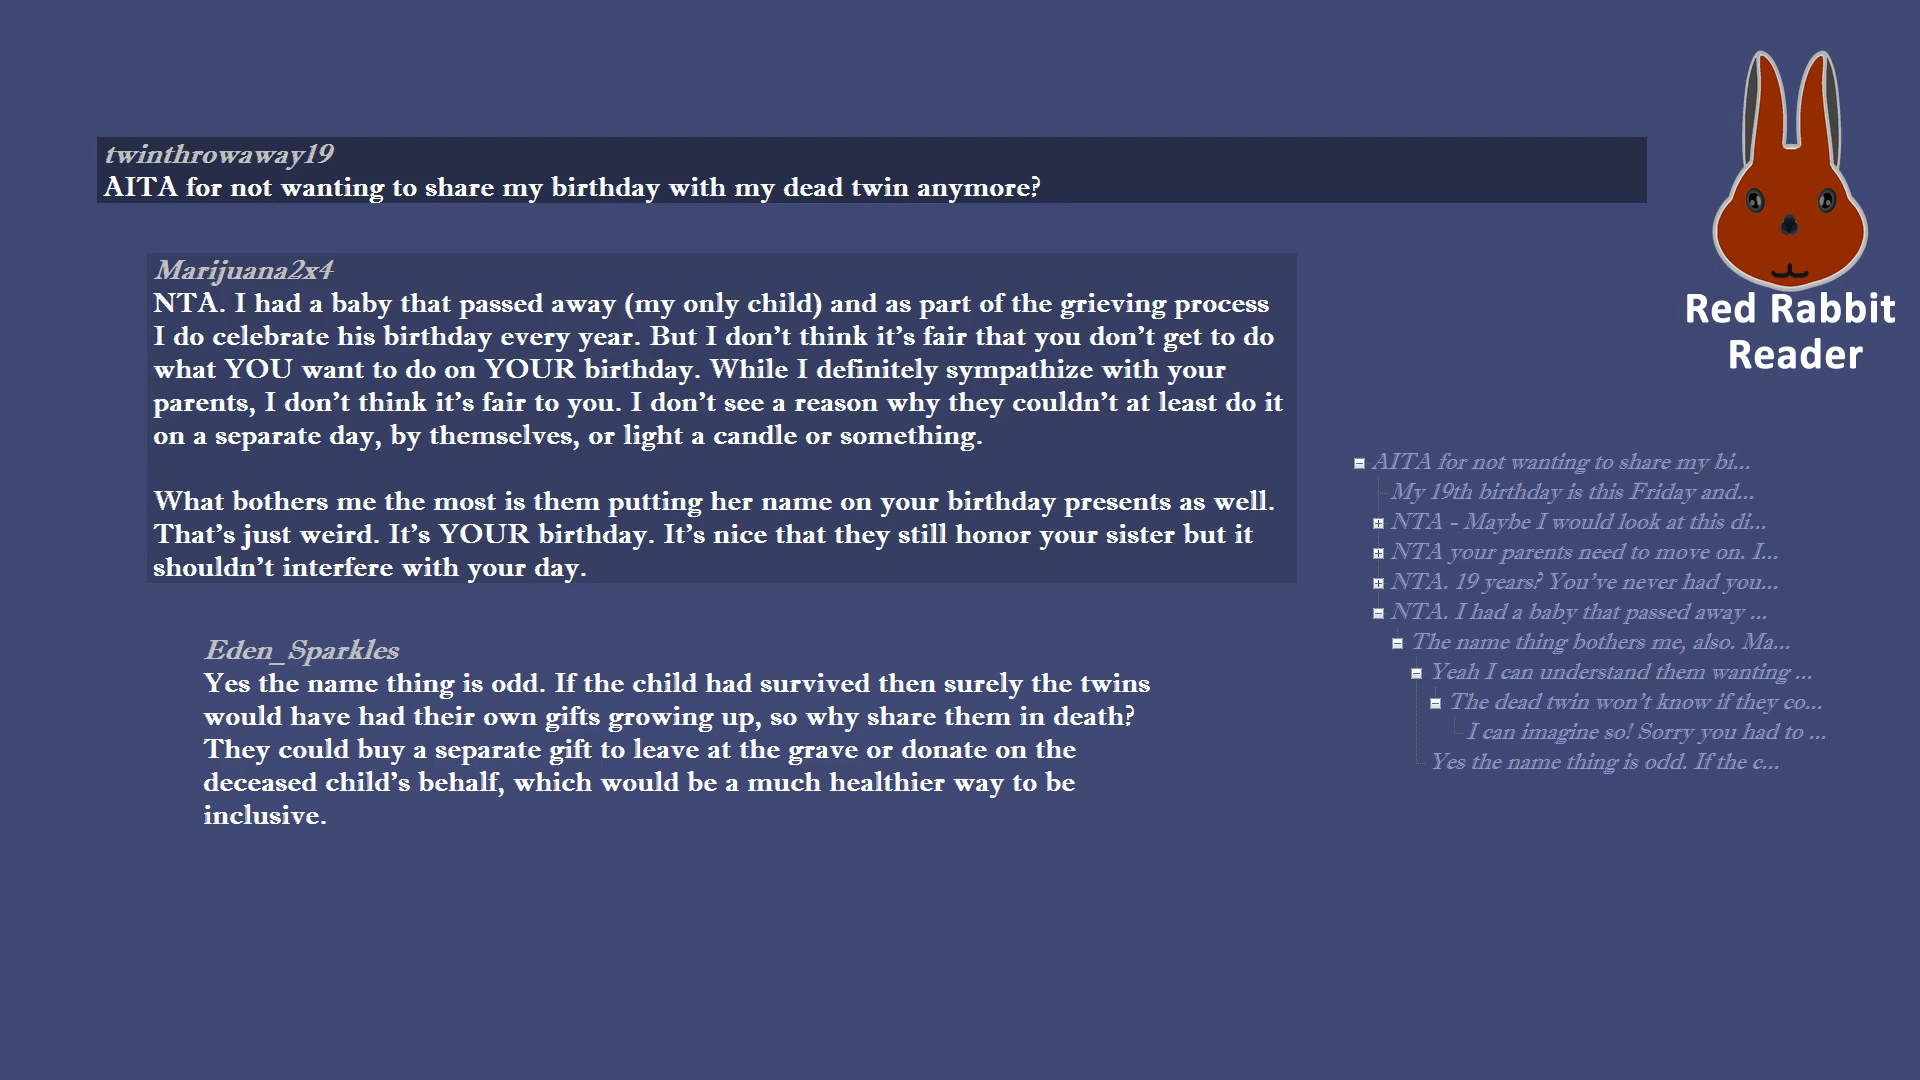 twinthrowaway19
AITA for not wanting to share my birthday with my dead twin anymore?
Marijuana2x4
NTA. I had a baby that passed away (my only child) and as part of the grieving process
I do celebrate his birthday every year. But I don't think it's fair that you don't get to do
what YOU want to do on YOUR birthday. While I definitely sympathize with your
parents, I don't think it's fair to you. I don't see a reason why they couldn't at least do it
on a separate day, by themselves, or light a candle or something.
What bothers me the most is them putting her name on your birthday presents as well.
That's just weird. It's YOUR birthday. It's nice that they still honor your sister but it
shouldn't interfere with your day.
Eden_Sparkles
Yes the name thing is odd. If the child had survived then surely the twins
would have had their own gifts growing up, so why share them in death?
They could buy a separate gift to leave at the grave or donate on the
deceased child's behalf, which would be a much healthier way to be
inclusive.
Red Rabbit
Reader
AITA for not wanting to share my bi...
My 19th birthday is this Friday and...
NTA - Maybe I would look at this di...
NTA your parents need to move on. I...
NTA. 19 years? You've never had you...
NTA. I had a baby that passed away ...
The name thing bothers me, also. Ma...
Yeah I can understand them wanting ...
The dead twin won't know if they co...
I can imagine so! Sorry you had to ...
Yes the name thing is odd. If the c...